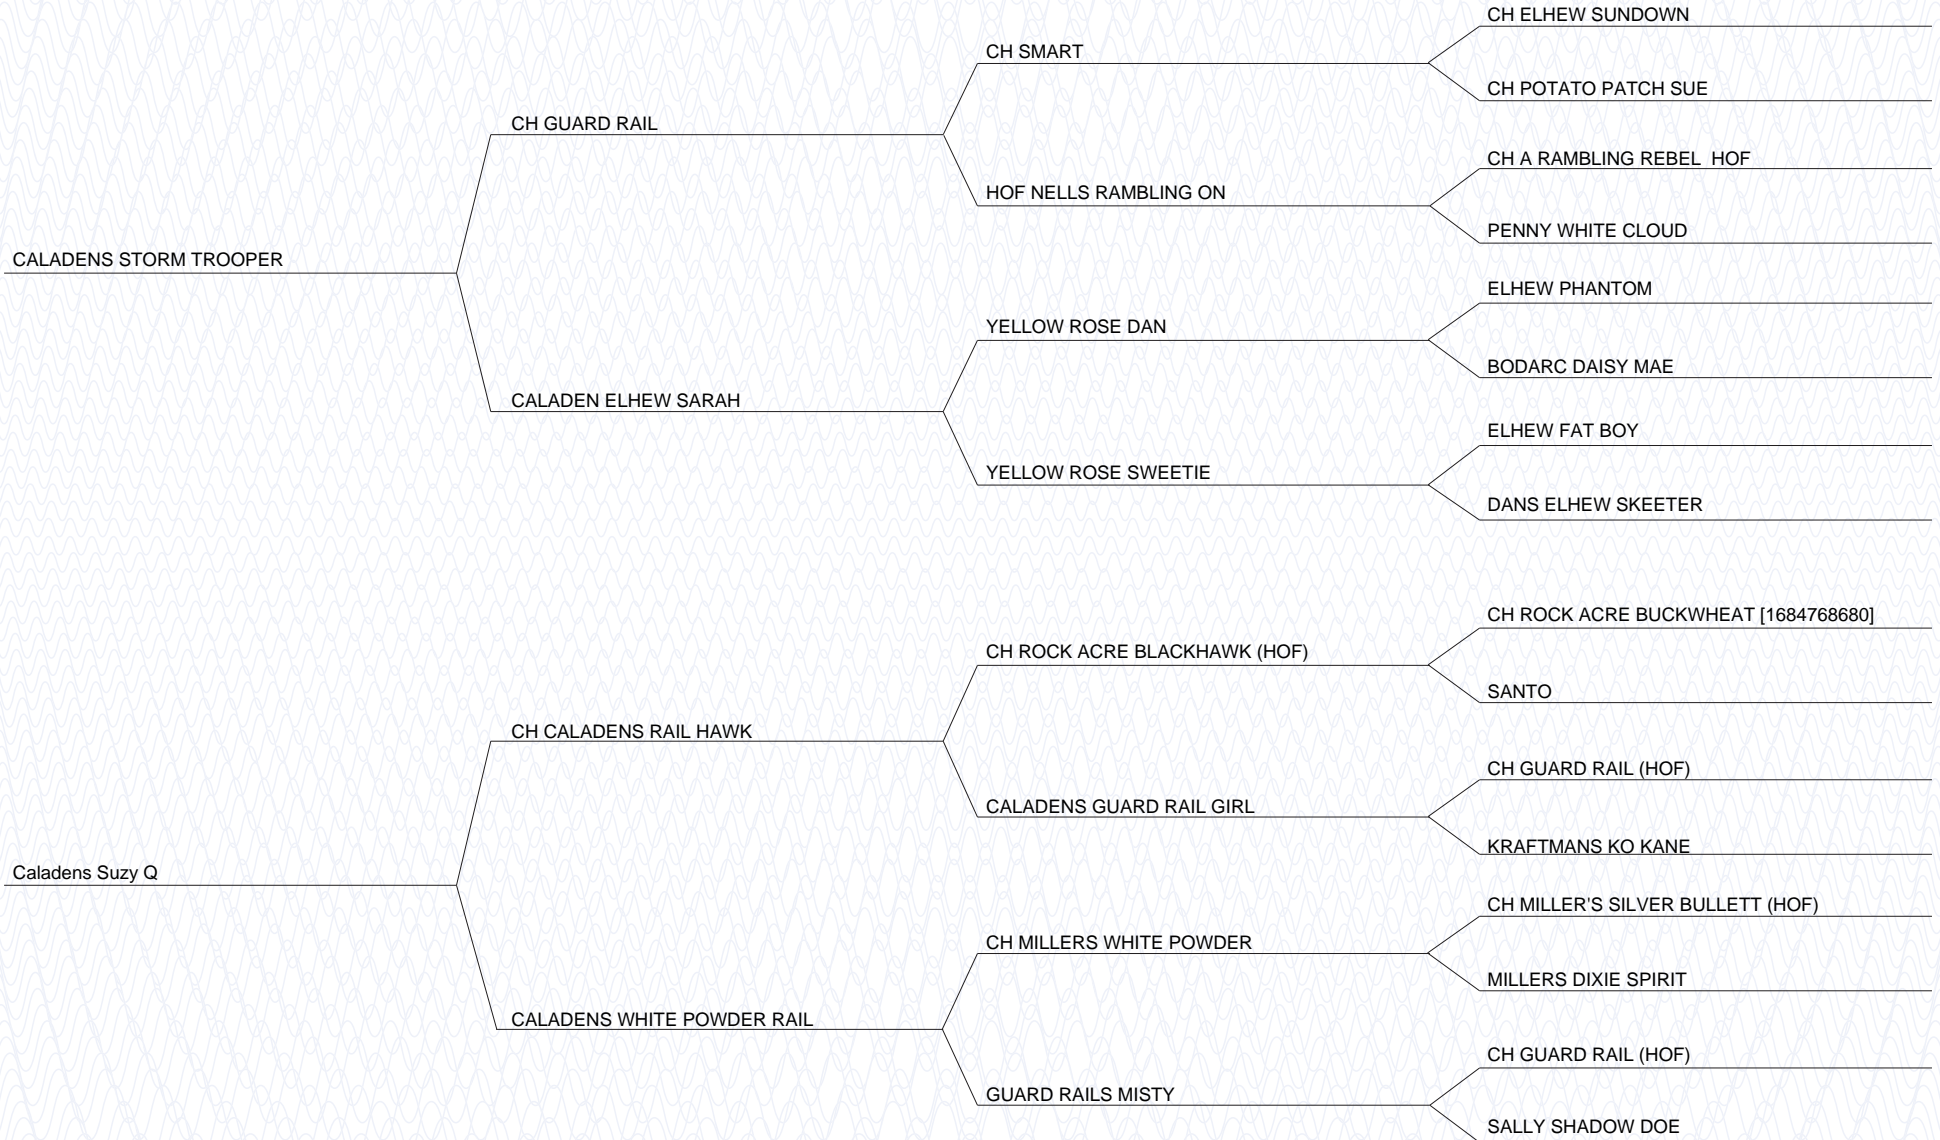 CH ELHEW SUNDOWN
CH SMART
CH POTATO PATCH SUE
CH GUARD RAIL
CH A RAMBLING REBEL  HOF
HOF NELLS RAMBLING ON
PENNY WHITE CLOUD
CALADENS STORM TROOPER
ELHEW PHANTOM
YELLOW ROSE DAN
BODARC DAISY MAE
CALADEN ELHEW SARAH
ELHEW FAT BOY
YELLOW ROSE SWEETIE
DANS ELHEW SKEETER
CH ROCK ACRE BUCKWHEAT [1684768680]
CH ROCK ACRE BLACKHAWK (HOF)
SANTO
CH CALADENS RAIL HAWK
CH GUARD RAIL (HOF)
CALADENS GUARD RAIL GIRL
KRAFTMANS KO KANE
Caladens Suzy Q
CH MILLER'S SILVER BULLETT (HOF)
CH MILLERS WHITE POWDER
MILLERS DIXIE SPIRIT
CALADENS WHITE POWDER RAIL
CH GUARD RAIL (HOF)
GUARD RAILS MISTY
SALLY SHADOW DOE